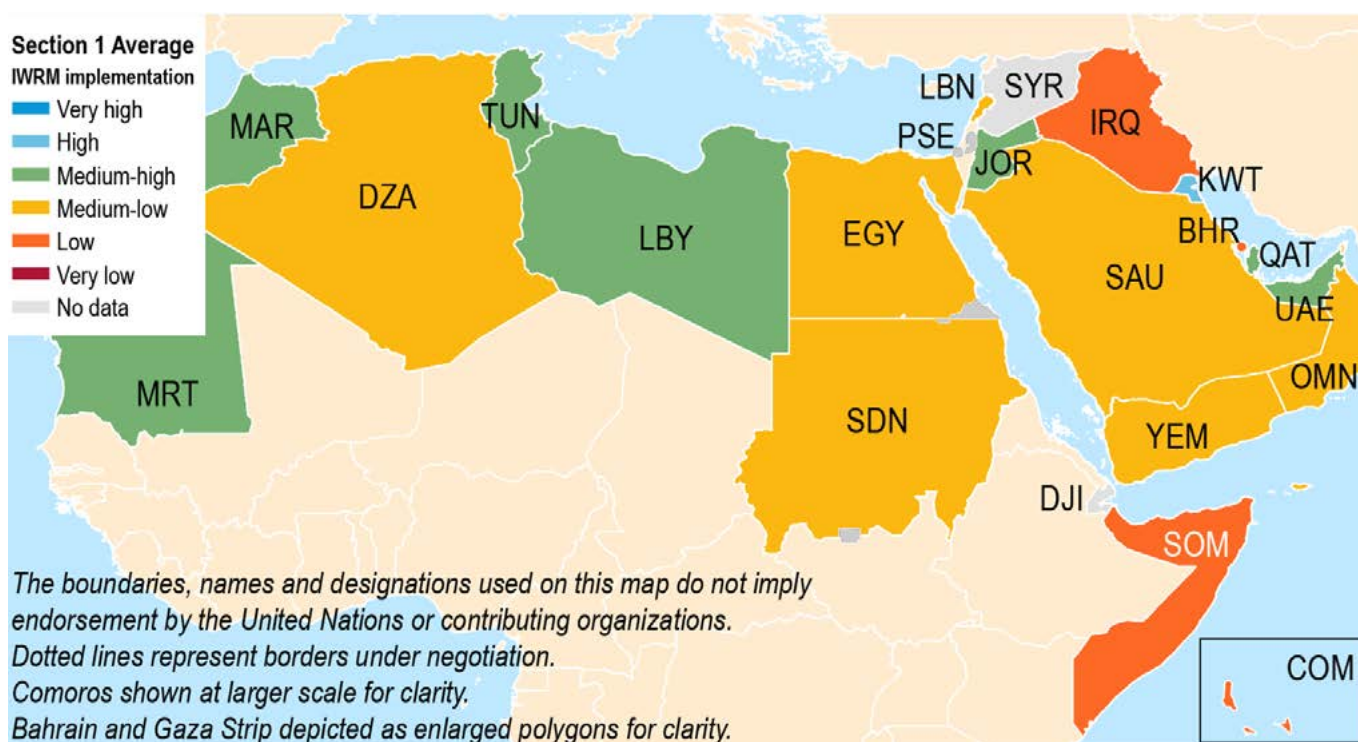 Section 1 Average
IWRM implementation
Very high
High
Medium-high
Medium-low
Low
Very low
No data
MAR
TUN
DZA
LBY
EGY
LBN
SYR
PSE
JOR
IRQ
KWT
BHR
QAT
SAU
UAE
OMN
MRT
SDN
YEM
DJI
SOM
The boundaries, names and designations used on this map do not imply
endorsement by the United Nations or contributing organizations.
Dotted lines represent borders under negotiation.
Comoros shown at larger scale for clarity.
Bahrain and Gaza Strip depicted as enlarged polygons for clarity.
COM